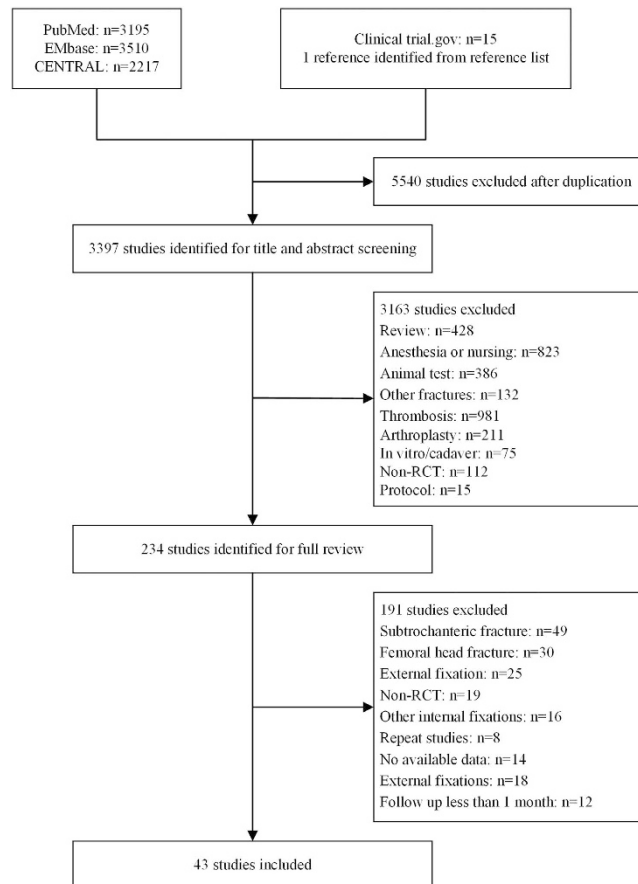 PubMed: n=3195
EMbase: n=3510
CENTRAL: n=2217
Clinical trial.gov: n=15
1 reference identified from reference list
5540 studies excluded after duplication
3397 studies identified for title and abstract screening
3163 studies excluded
Review: n=428
Anesthesia or nursing: n=823
Animal test: n=386
Other fractures: n=132
Thrombosis: n=981
Arthroplasty: n=211
In vitro/cadaver: n=75
Non-RCT: n=112
Protocol: n=15
234 studies identified for full review
191 studies excluded
Subtrochanteric fracture: n=49
Femoral head fracture: n=30
External fixation: n=25
Non-RCT: n=19
Other internal fixations: n=16
Repeat studies: n=8
No available data: n=14
External fixations: n=18
Follow up less than 1 month: n=12
43 studies included